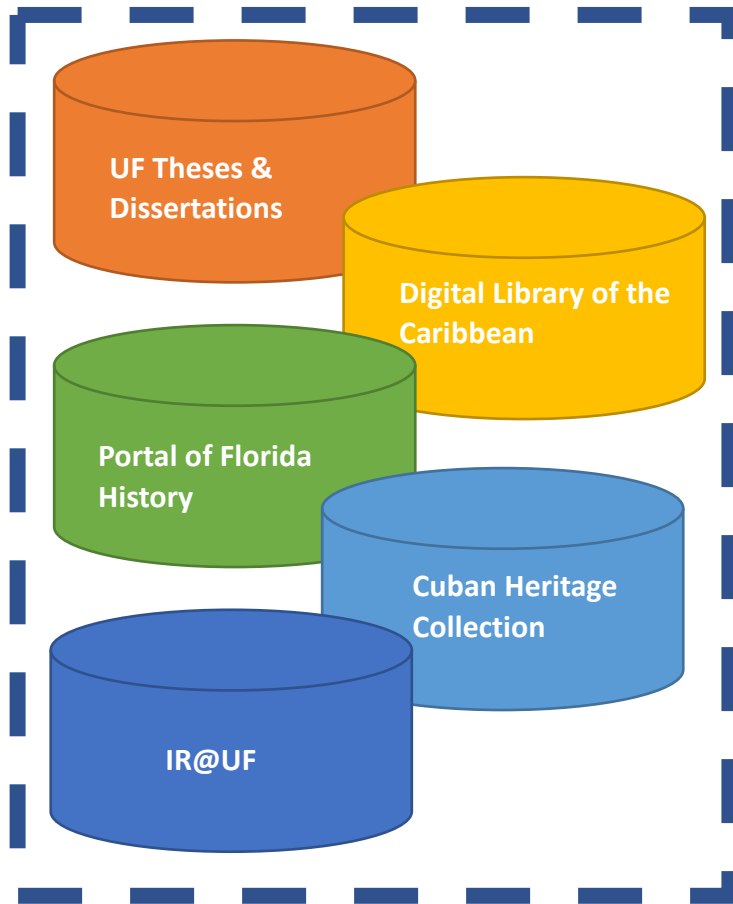 UF Theses &
Dissertations
Digital Library of the
Caribbean
Portal of Florida
History
Cuban Heritage
Collection
IR@UF